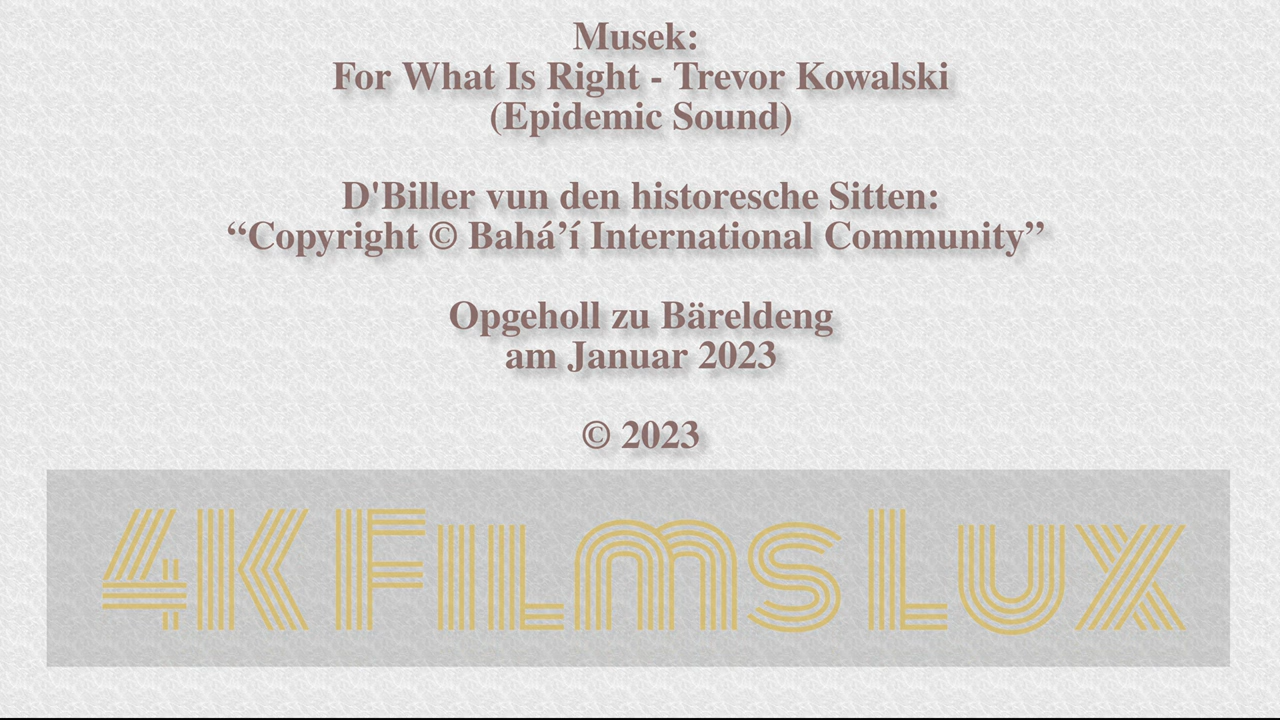 Musek:
For What Is Right - Trevor Kowalski
(Epidemic Sound)
D'Biller vun den historesche Sitten:
“Copyright © Bahá’í International Community”
Opgeholl zu Bäreldeng
am Januar 2023
© 2023
4K Films Lux